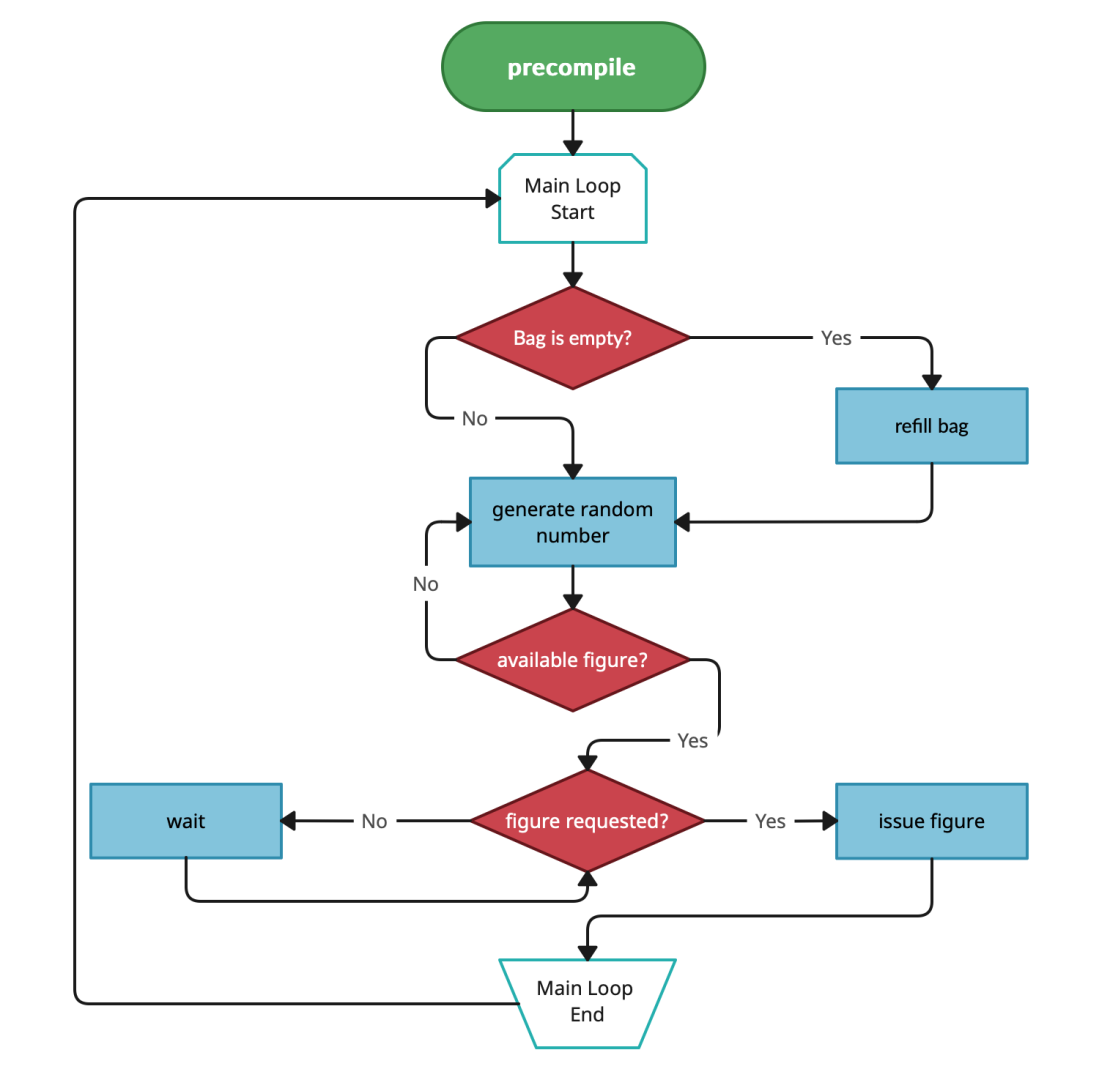 precompile
Main Loop
Start
Bag is empty?
Yes
No
refill bag
generate random
number
No
available figure?
Yes
wait
No
figure requested?
Yes
issue figure
Main Loop
End